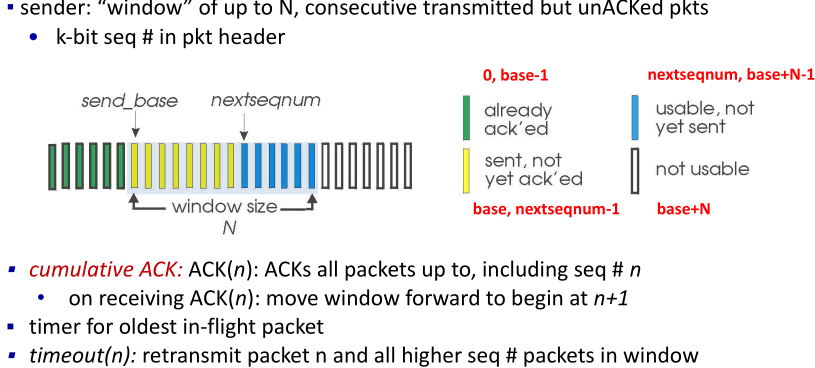 ▪ sender: “window” of up to N, consecutive transmitted but unACKed pkts
• k-bit seq # in pkt header
send_base nextseqnum
window size
N
0, base-1
already
ack’ed
sent, not
yet ack’ed
base, nextseqnum-1
nextseqnum, base+N-1
usable, not
yet sent
not usable
base+N
▪ cumulative ACK: ACK(n): ACKs all packets up to, including seq # n
• on receiving ACK(n): move window forward to begin at n+1
▪ timer for oldest in-flight packet
▪ timeout(n): retransmit packet n and all higher seq # packets in window